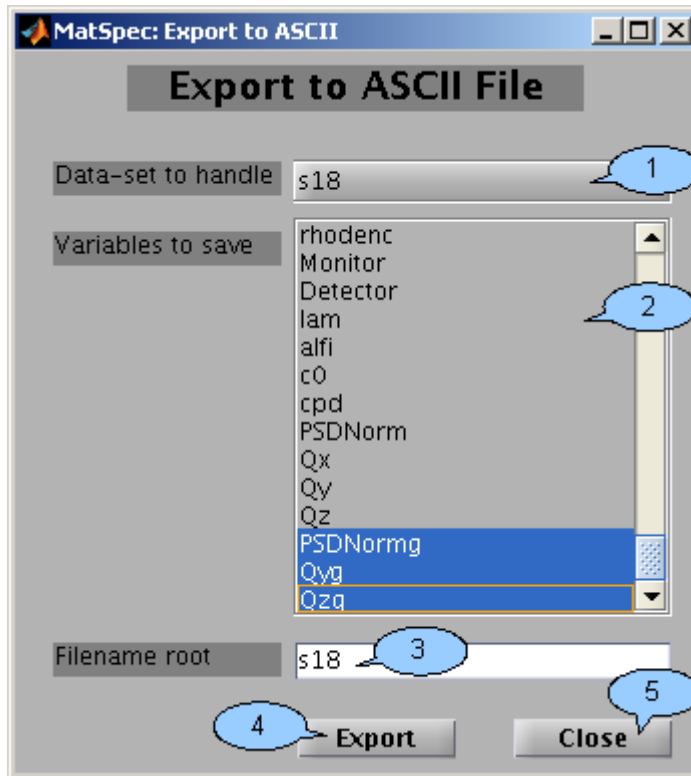 MatSpec: Export to ASCII
Export to ASCII File
Data-set to handle
s18
1
Variables to save
rhodenc
Monitor
Detector
2
lam
alfi
c0
cpd
PSDNorm
Qx
Qy
Qz
PSDNormg
Qyg
Qzg
Filename root
s18
3
4
Export
5
Close